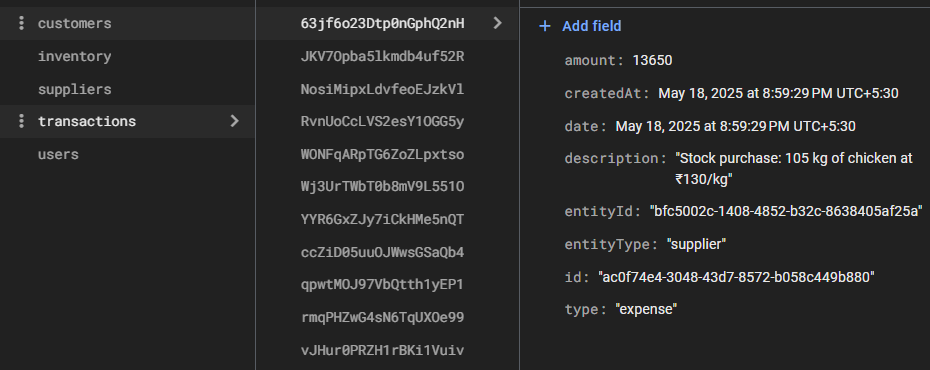 customers
inventory
suppliers
transactions
users
63jf6o23Dtp0nGphQ2nH
JKV7Opba5lkmdb4uf52R
NosiMipxLdvfeoEJzkVl
RvnUoCcLVS2esY1OGG5y
WONFqARpTG6ZoZLpxtso
Wj3UrTWbT0b8mV9L551O
YYR6GxZJy7iCkHMe5nQT
ccZiD05uuOJWwsGSaQb4
qpwtMOJ97VbQtth1yEP1
rmqPHZwG4sN6TqUXOe99
vJHur0PRZH1rBKi1Vuiv
+ Add field
amount: 13650
createdAt: May 18, 2025 at 8:59:29 PM UTC+5:30
date: May 18, 2025 at 8:59:29 PM UTC+5:30
description: "Stock purchase: 105 kg of chicken at
₹130/kg"
entityId: "bfc5002c-1408-4852-b32c-8638405af25a"
entityType: "supplier"
id: "ac0f74e4-3048-43d7-8572-b058c449b880"
type: "expense"